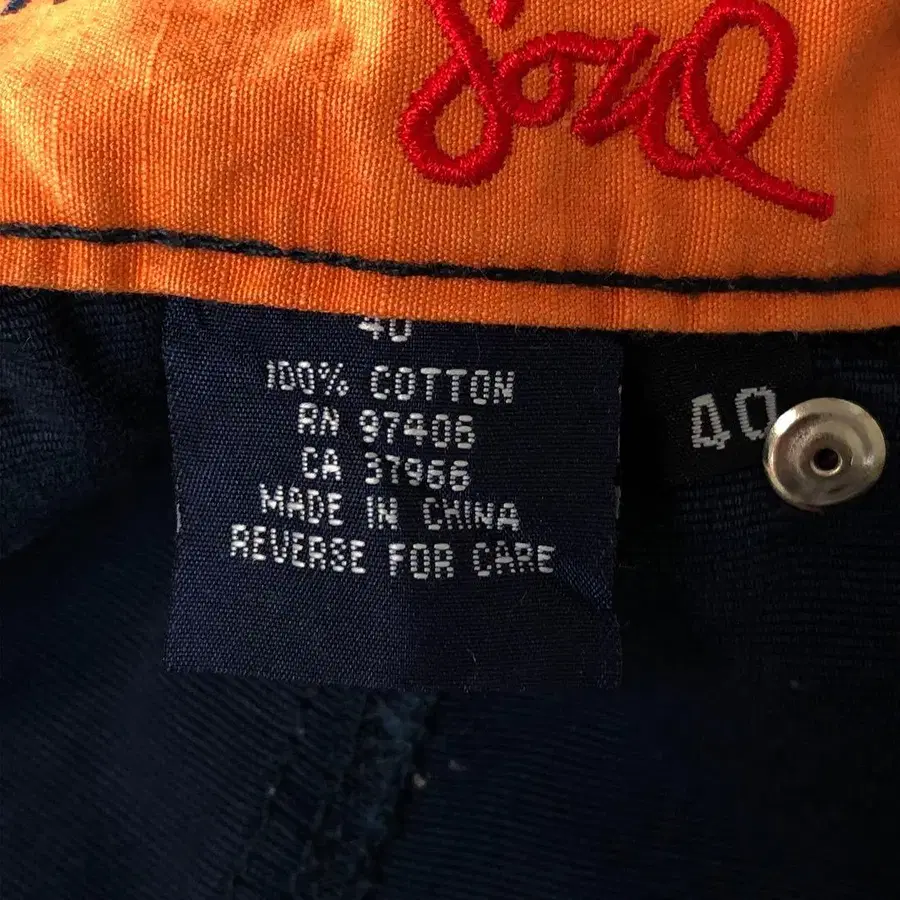 Soul
40
100% COTTON
RN 97406
CA 37966
MADE IN CHINA
REVERSE FOR CARE
40